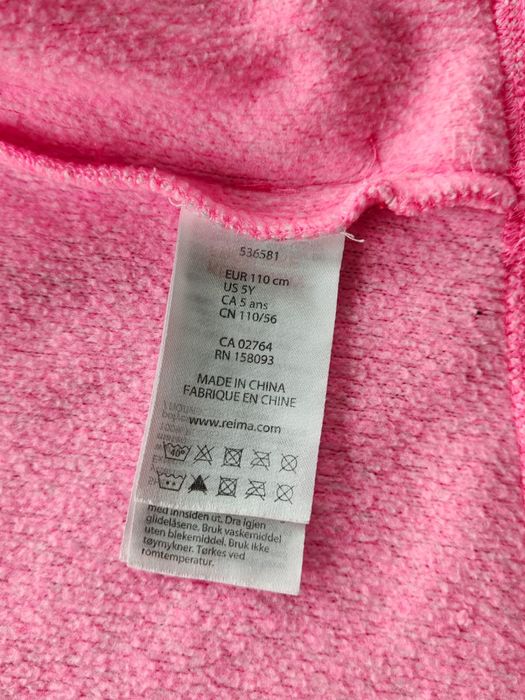 536581
EUR 110 cm
US 5Y
CA 5 ans
CN 110/56
CA 02764
RN 158093
MADE IN CHINA
FABRIQUE EN CHINE
www.reima.com
40°
med innsiden ut. Dra igjen
glidelåsene. Bruk vaskemiddel
uten blekemiddel. Bruk ikke
tøymykner. Tørkes ved
romtemperatur.